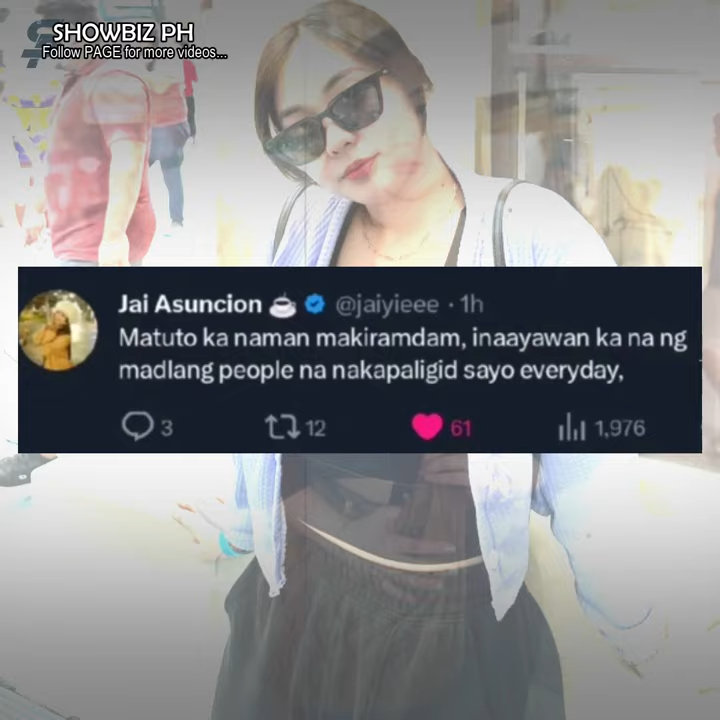 SHOWBIZ PH
Follow PAGE for more videos...
Jai Asuncion ☕ @jaiyieee · 1h
Matuto ka naman makiramdam, inaayawan ka na ng
madlang people na nakapaligid sayo everyday,
3 12 61 1,976